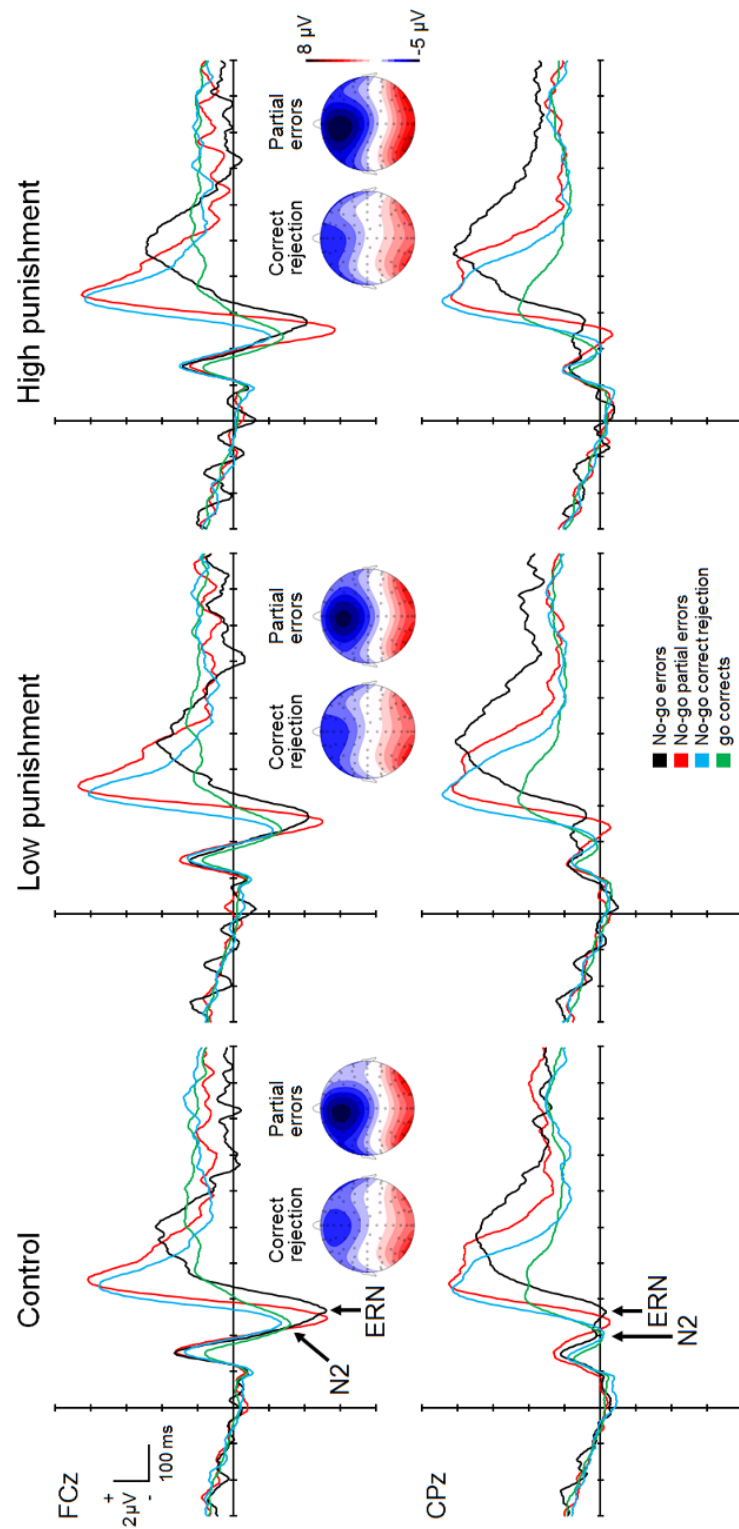 Control
Low punishment
High punishment
FCz
+
2 µV
-
100 ms
N2
ERN
Correct
rejection
Partial
errors
Correct
rejection
Partial
errors
Correct
rejection
Partial
errors
8 µV
-5 µV
CPz
N2
ERN
No-go errors
No-go partial errors
No-go correct rejection
go corrects